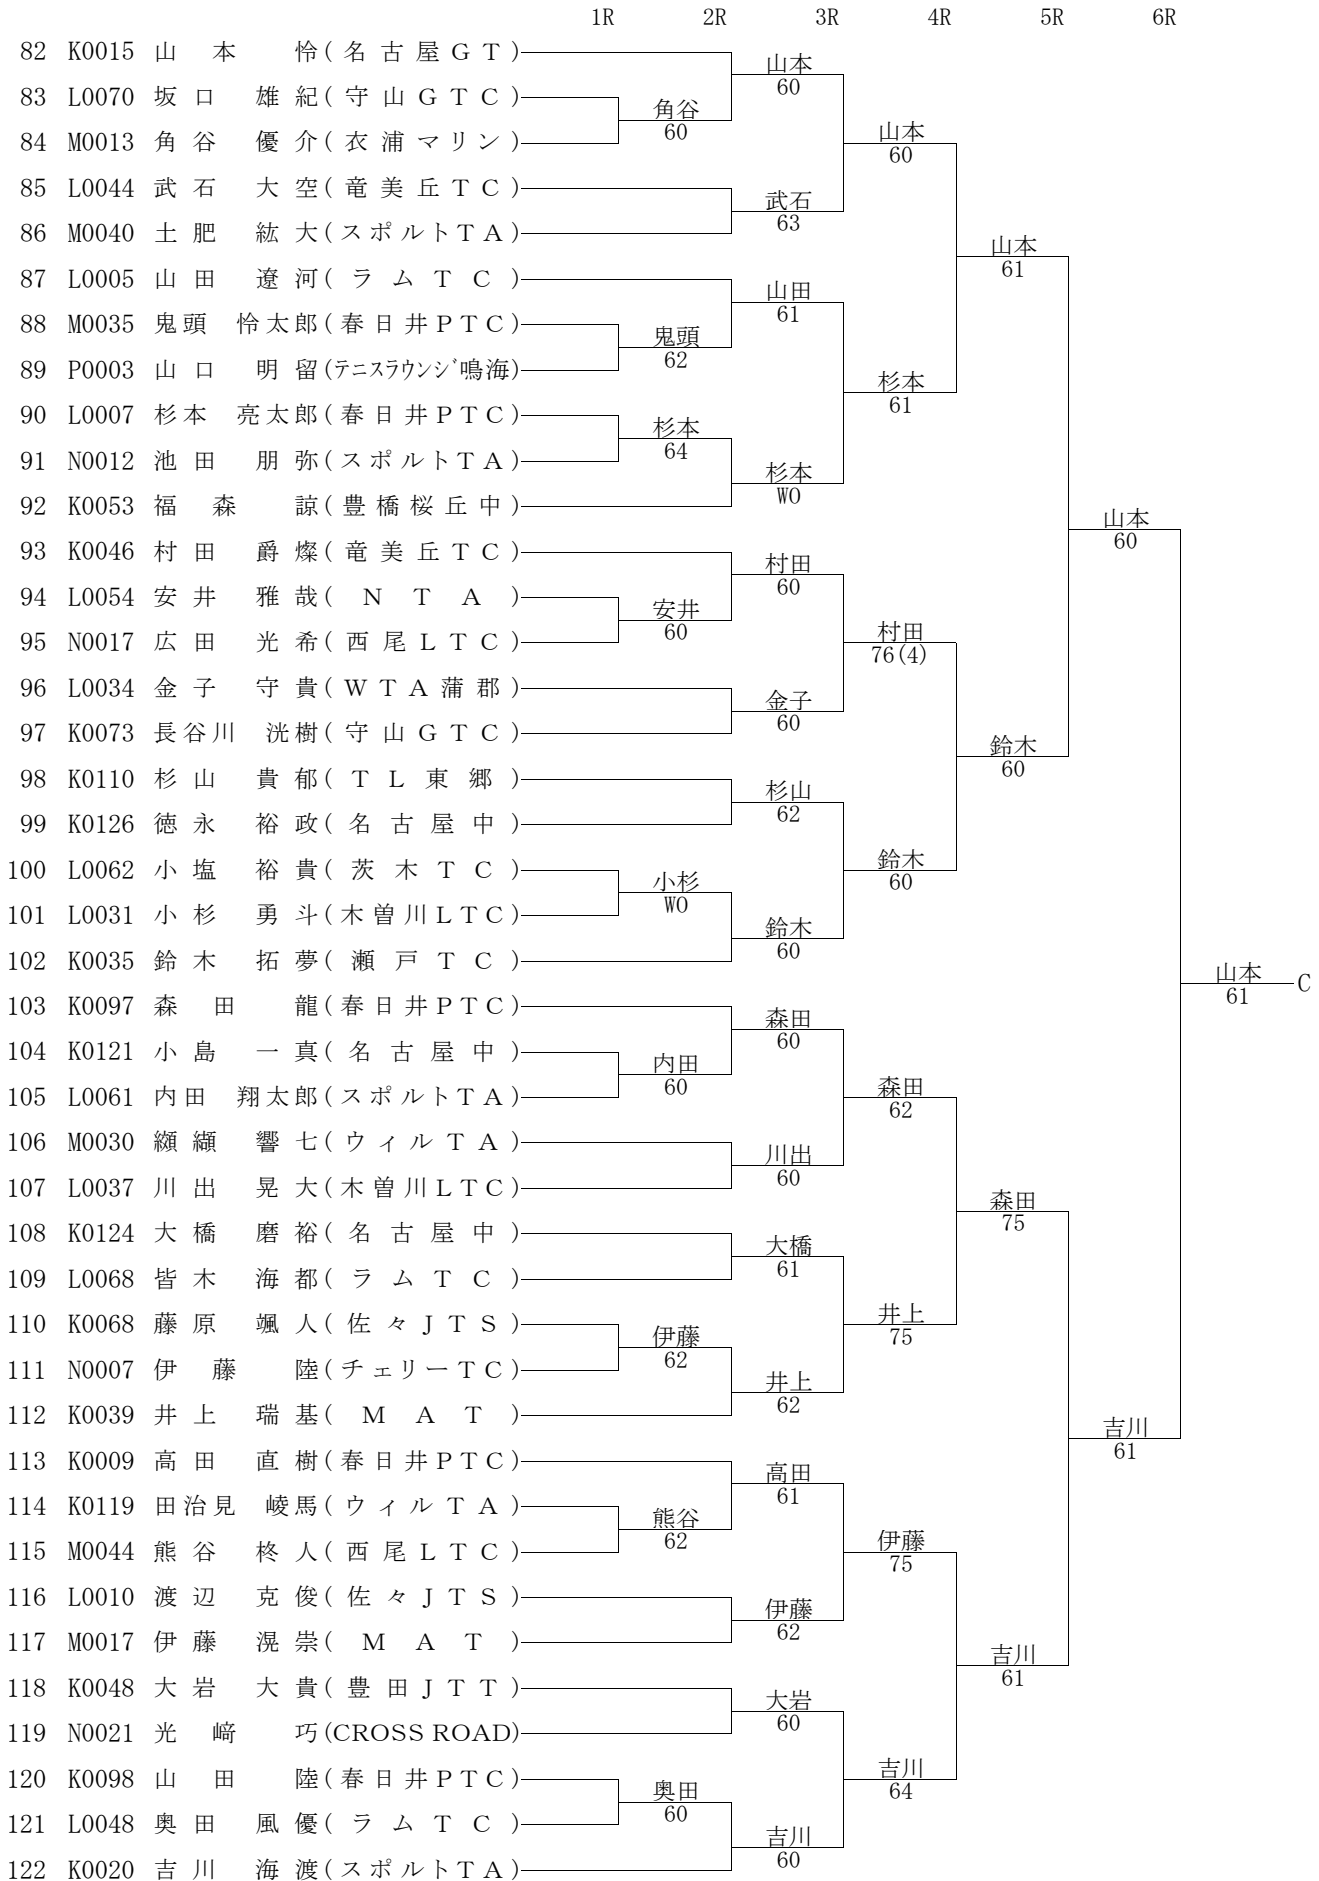 1R 2R 3R 4R 5R 6R
82 K0015 山本 怜(名古屋GT)
山本
60
83 L0070 坂口 雄紀(守山GTC)
角谷
60
84 M0013 角谷 優介(衣浦マリン)
山本
60
85 L0044 武石 大空(竜美丘TC)
武石
63
86 M0040 土肥 紘大(スポルトTA)
山本
61
87 L0005 山田 遼河(ラムTC)
山田
61
88 M0035 鬼頭 怜太郎(春日井PTC)
鬼頭
62
89 P0003 山口 明留(テニスラウンジ鳴海)
杉本
61
90 L0007 杉本 亮太郎(春日井PTC)
杉本
64
91 N0012 池田 朋弥(スポルトTA)
杉本
WO
92 K0053 福森 諒(豊橋桜丘中)
山本
60
93 K0046 村田 爵燦(竜美丘TC)
村田
60
94 L0054 安井 雅哉(NTA)
安井
60
95 N0017 広田 光希(西尾LTC)
村田
76(4)
96 L0034 金子 守貴(WTA蒲郡)
金子
60
97 K0073 長谷川 洸樹(守山GTC)
鈴木
60
98 K0110 杉山 貴郁(TL東郷)
杉山
62
99 K0126 徳永 裕政(名古屋中)
100 L0062 小塩 裕貴(茨木TC)
鈴木
60
小杉
WO
101 L0031 小杉 勇斗(木曽川LTC)
鈴木
60
102 K0035 鈴木 拓夢(瀬戸TC)
山本
61
C
103 K0097 森田 龍(春日井PTC)
森田
60
104 K0121 小島 一真(名古屋中)
内田
60
105 L0061 内田 翔太郎(スポルトTA)
森田
62
106 M0030 纐纈 響七(ウィルTA)
川出
60
107 L0037 川出 晃大(木曽川LTC)
森田
75
108 K0124 大橋 磨裕(名古屋中)
大橋
61
109 L0068 皆木 海都(ラムTC)
井上
75
110 K0068 藤原 颯人(佐々JTS)
伊藤
62
111 N0007 伊藤 陸(チェリーTC)
井上
62
112 K0039 井上 瑞基(MAT)
吉川
61
113 K0009 高田 直樹(春日井PTC)
高田
61
114 K0119 田治見 崚馬(ウィルTA)
熊谷
62
115 M0044 熊谷 柊人(西尾LTC)
伊藤
75
116 L0010 渡辺 克俊(佐々JTS)
伊藤
62
117 M0017 伊藤 滉崇(MAT)
吉川
61
118 K0048 大岩 大貴(豊田JTT)
大岩
60
119 N0021 光﨑 巧(CROSS ROAD)
吉川
64
120 K0098 山田 陸(春日井PTC)
奥田
60
121 L0048 奥田 風優(ラムTC)
吉川
60
122 K0020 吉川 海渡(スポルトTA)